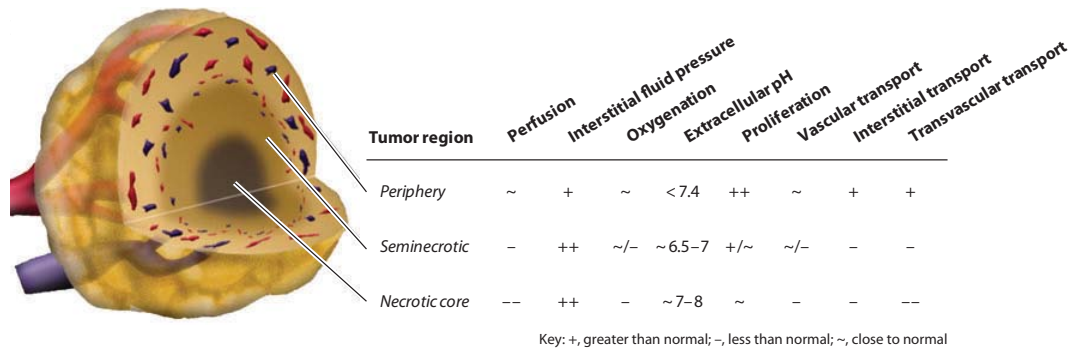 Tumor region Perfusion Interstitial fluid pressure Oxygenation Extracellular pH Proliferation Vascular transport Interstitial transport Transvascular transport
Periphery ~ + ~ <7.4 ++ ~ + +
Seminecrotic – ++ ~/– ~6.5–7 +/~ ~/– – –
Necrotic core –– ++ – ~7–8 ~ – – ––
Key: +, greater than normal; –, less than normal; ~, close to normal